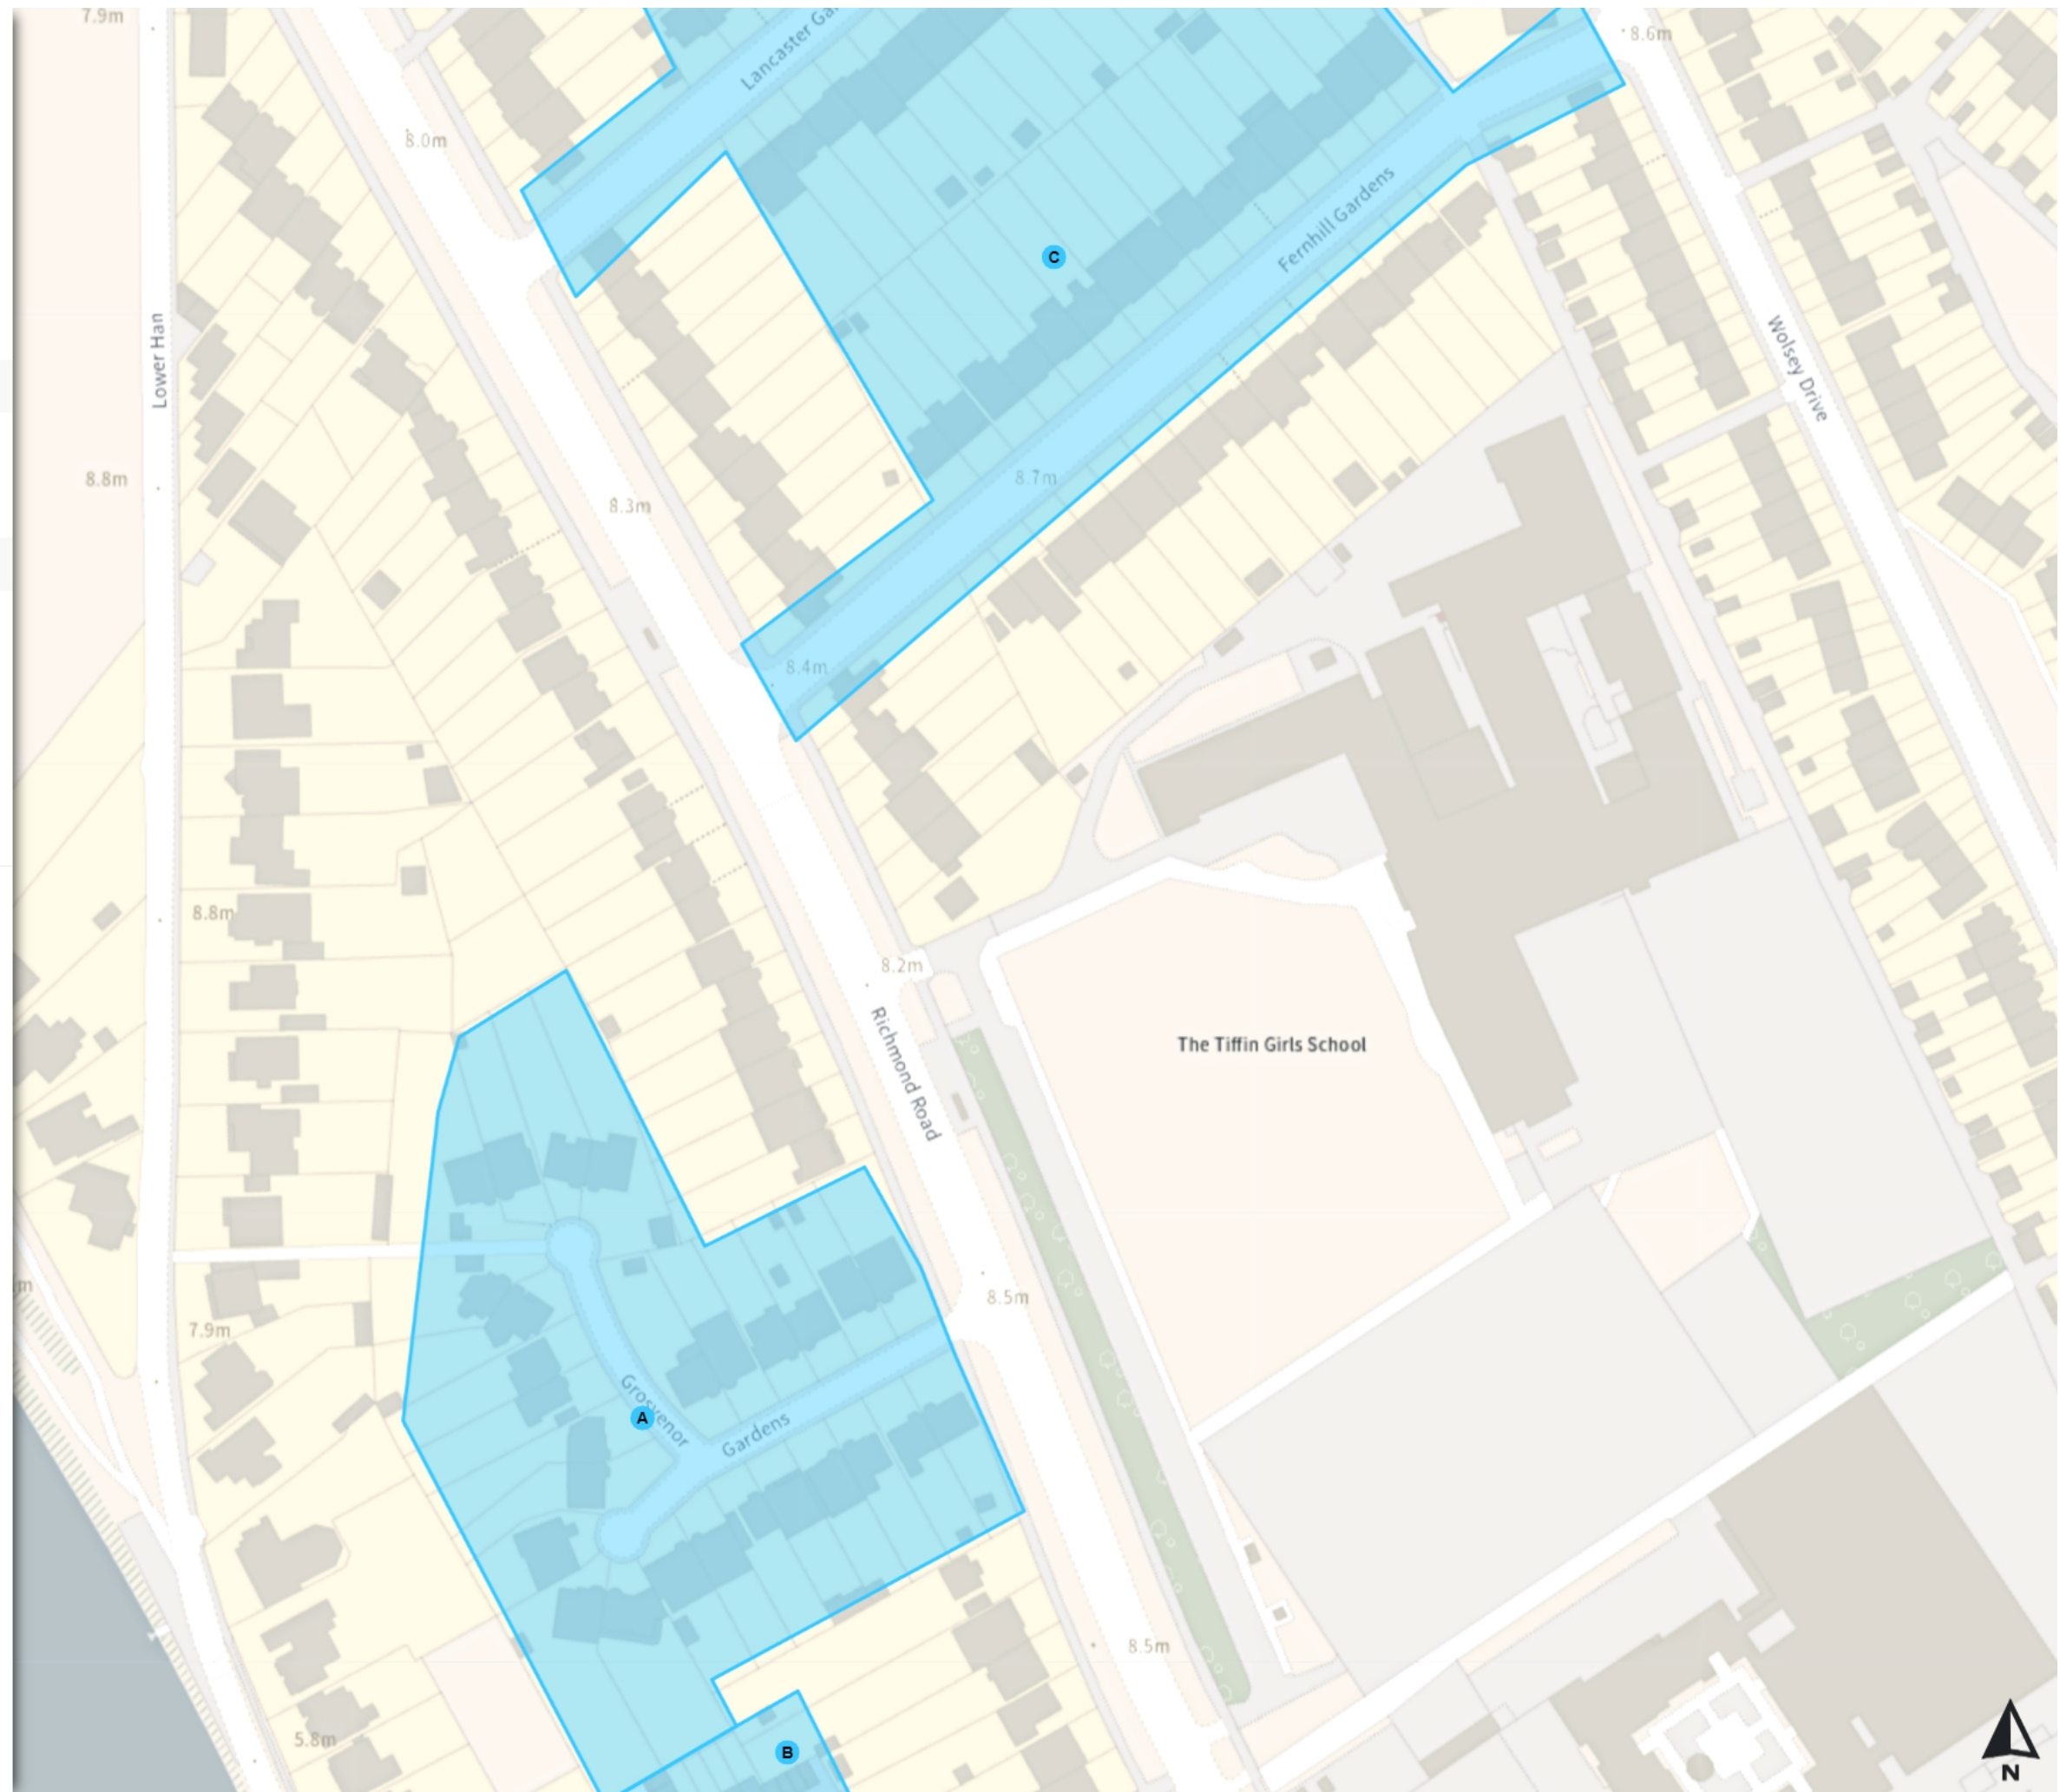 7.9m
Lancaster Ga
8.6m
8.0m
Fernhill Gardens
C
Lower Han
Wolsey Drive
8.8m
8.7m
8.3m
8.4m
8.8m
8.2m
Richmond Road
The Tiffin Girls School
m
8.5m
7.9m
Grosvenor
Gardens
A
8.5m
5.8m
B
N